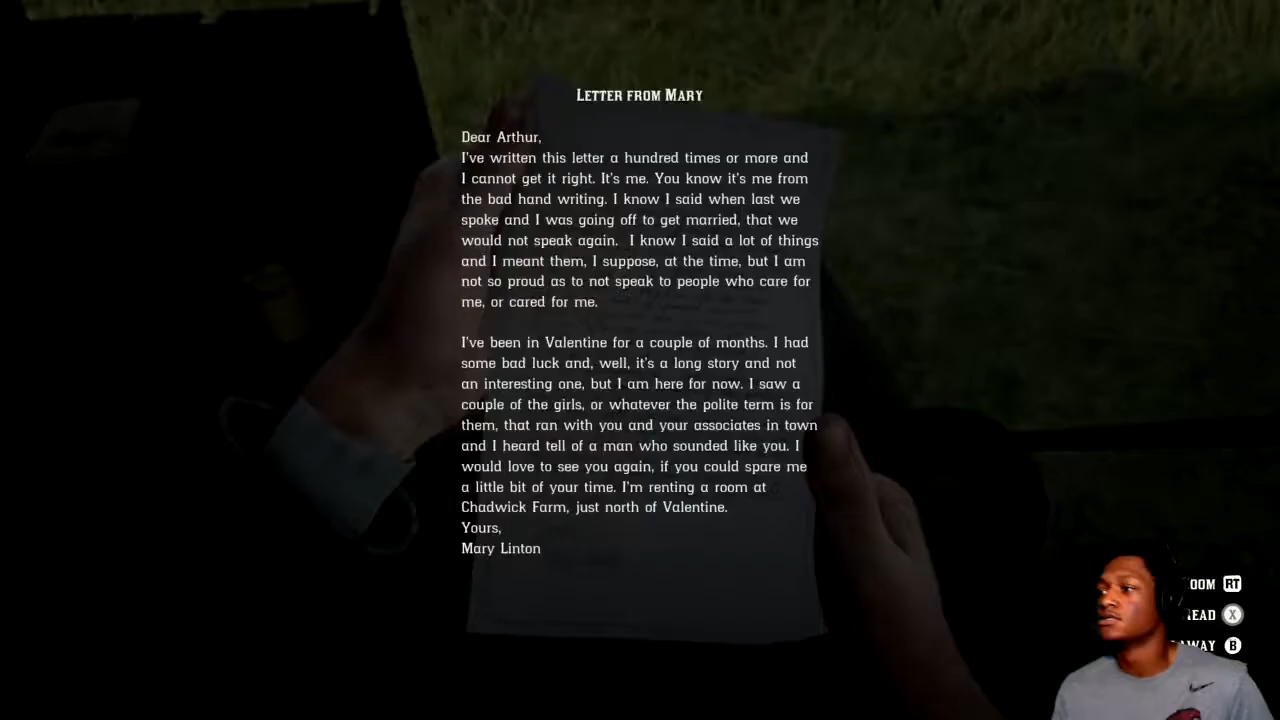 Letter from Mary
Dear Arthur,
I've written this letter a hundred times or more and
I cannot get it right. It's me. You know it's me from
the bad hand writing. I know I said when last we
spoke and I was going off to get married, that we
would not speak again.  I know I said a lot of things
and I meant them, I suppose, at the time, but I am
not so proud as to not speak to people who care for
me, or cared for me.
I've been in Valentine for a couple of months. I had
some bad luck and, well, it's a long story and not
an interesting one, but I am here for now. I saw a
couple of the girls, or whatever the polite term is for
them, that ran with you and your associates in town
and I heard tell of a man who sounded like you. I
would love to see you again, if you could spare me
a little bit of your time. I'm renting a room at
Chadwick Farm, just north of Valentine.
Yours,
Mary Linton
RT
X
B